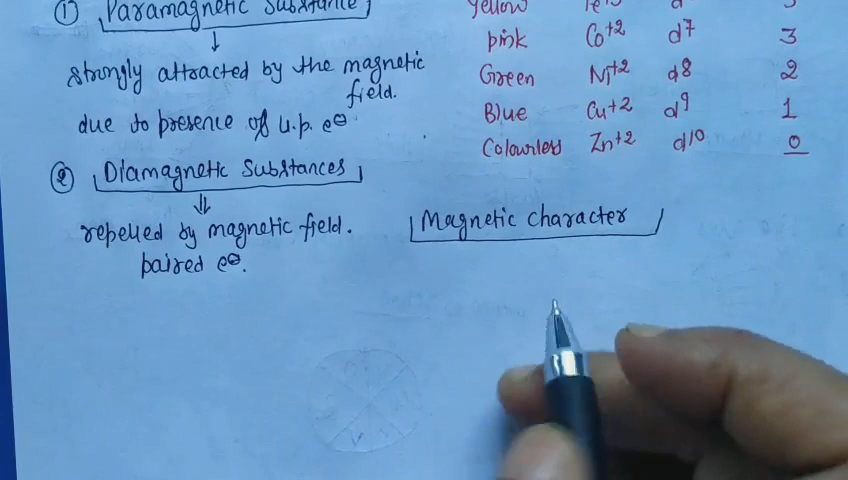 ① Paramagnetic Substance
↓
strongly attracted by the magnetic
field.
due to presence of u.p. e⊖
② Diamagnetic Substances
⇓
repelled by magnetic field.
paired e⊖.
Yellow
pink Co+2 d7 3
Green Ni+2 d8 2
Blue Cu+2 d9 1
Colourless Zn+2 d10 0
Magnetic character